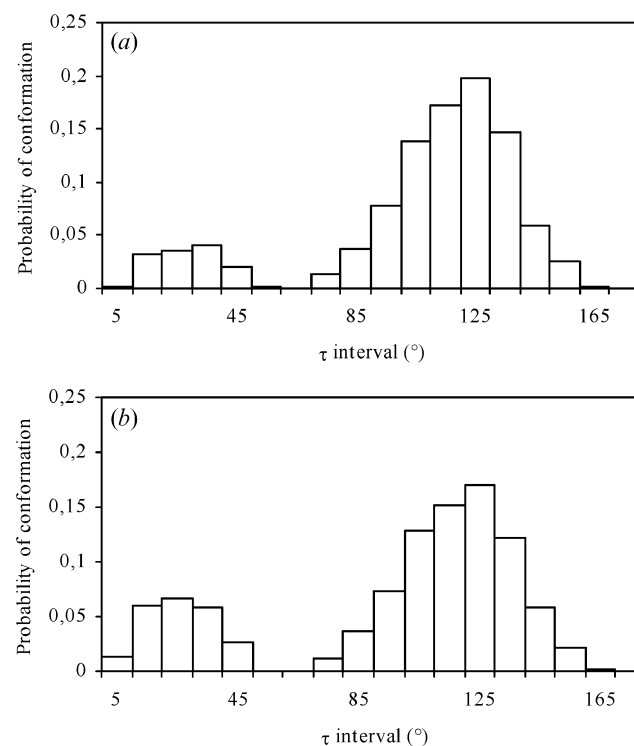 (a)
Probability of conformation
0,25
0,2
0,15
0,1
0,05
0
5 45 85 125 165
τ interval (°)
(b)
Probability of conformation
0,25
0,2
0,15
0,1
0,05
0
5 45 85 125 165
τ interval (°)